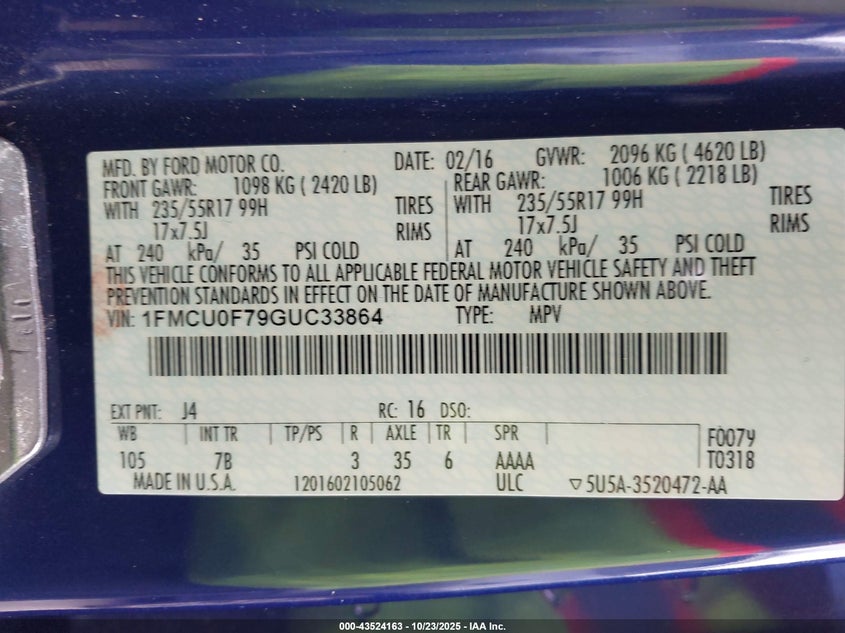 MFD. BY FORD MOTOR CO. DATE: 02/16 GVWR: 2096 KG ( 4620 LB)
FRONT GAWR: 1098 KG ( 2420 LB) REAR GAWR: 1006 KG ( 2218 LB)
WITH 235/55R17 99H TIRES WITH 235/55R17 99H TIRES
17x7.5J RIMS 17x7.5J RIMS
AT 240 kPa/ 35 PSI COLD AT 240 kPa/ 35 PSI COLD
THIS VEHICLE CONFORMS TO ALL APPLICABLE FEDERAL MOTOR VEHICLE SAFETY AND THEFT
PREVENTION STANDARDS IN EFFECT ON THE DATE OF MANUFACTURE SHOWN ABOVE.
VIN: 1FMCU0F79GUC33864 TYPE: MPV
EXT PNT: J4 RC: 16 DSO:
WB INT TR TP/PS R AXLE TR SPR F0079
105 7B 3 35 6 AAAA T0318
MADE IN U.S.A. 1201602105062 ULC ▽5U5A-3520472-AA
000-43524163 - 10/23/2025 - IAA Inc.